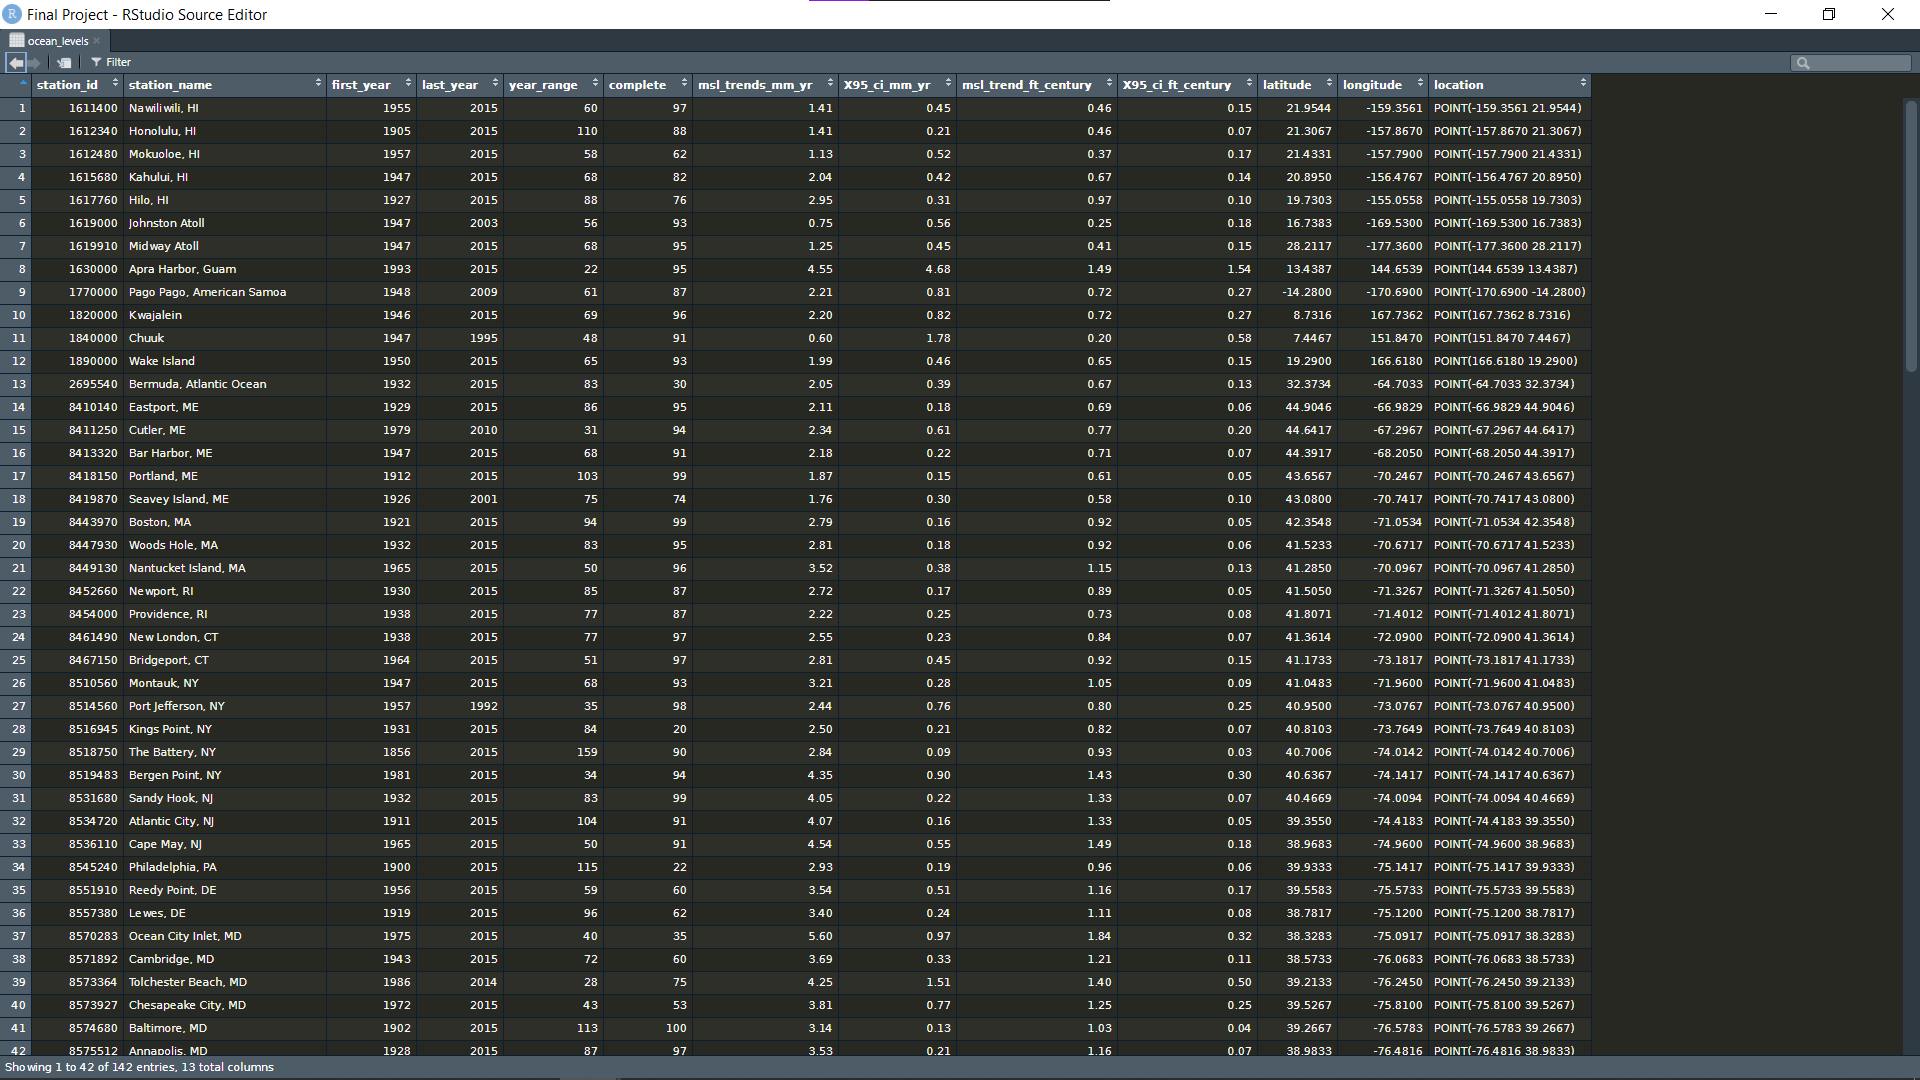 Final Project - RStudio Source Editor
ocean_levels
Filter
station_id station_name first_year last_year year_range complete msl_trends_mm_yr X95_ci_mm_yr msl_trend_ft_century X95_ci_ft_century latitude longitude location
1 1611400 Nawiliwili, HI 1955 2015 60 97 1.41 0.45 0.46 0.15 21.9544 -159.3561 POINT(-159.3561 21.9544)
2 1612340 Honolulu, HI 1905 2015 110 88 1.41 0.21 0.46 0.07 21.3067 -157.8670 POINT(-157.8670 21.3067)
3 1612480 Mokuoloe, HI 1957 2015 58 62 1.13 0.52 0.37 0.17 21.4331 -157.7900 POINT(-157.7900 21.4331)
4 1615680 Kahului, HI 1947 2015 68 82 2.04 0.42 0.67 0.14 20.8950 -156.4767 POINT(-156.4767 20.8950)
5 1617760 Hilo, HI 1927 2015 88 76 2.95 0.31 0.97 0.10 19.7303 -155.0558 POINT(-155.0558 19.7303)
6 1619000 Johnston Atoll 1947 2003 56 93 0.75 0.56 0.25 0.18 16.7383 -169.5300 POINT(-169.5300 16.7383)
7 1619910 Midway Atoll 1947 2015 68 95 1.25 0.45 0.41 0.15 28.2117 -177.3600 POINT(-177.3600 28.2117)
8 1630000 Apra Harbor, Guam 1993 2015 22 95 4.55 4.68 1.49 1.54 13.4387 144.6539 POINT(144.6539 13.4387)
9 1770000 Pago Pago, American Samoa 1948 2009 61 87 2.21 0.81 0.72 0.27 -14.2800 -170.6900 POINT(-170.6900 -14.2800)
10 1820000 Kwajalein 1946 2015 69 96 2.20 0.82 0.72 0.27 8.7316 167.7362 POINT(167.7362 8.7316)
11 1840000 Chuuk 1947 1995 48 91 0.60 1.78 0.20 0.58 7.4467 151.8470 POINT(151.8470 7.4467)
12 1890000 Wake Island 1950 2015 65 93 1.99 0.46 0.65 0.15 19.2900 166.6180 POINT(166.6180 19.2900)
13 2695540 Bermuda, Atlantic Ocean 1932 2015 83 30 2.05 0.39 0.67 0.13 32.3734 -64.7033 POINT(-64.7033 32.3734)
14 8410140 Eastport, ME 1929 2015 86 95 2.11 0.18 0.69 0.06 44.9046 -66.9829 POINT(-66.9829 44.9046)
15 8411250 Cutler, ME 1979 2010 31 94 2.34 0.61 0.77 0.20 44.6417 -67.2967 POINT(-67.2967 44.6417)
16 8413320 Bar Harbor, ME 1947 2015 68 91 2.18 0.22 0.71 0.07 44.3917 -68.2050 POINT(-68.2050 44.3917)
17 8418150 Portland, ME 1912 2015 103 99 1.87 0.15 0.61 0.05 43.6567 -70.2467 POINT(-70.2467 43.6567)
18 8419870 Seavey Island, ME 1926 2001 75 74 1.76 0.30 0.58 0.10 43.0800 -70.7417 POINT(-70.7417 43.0800)
19 8443970 Boston, MA 1921 2015 94 99 2.79 0.16 0.92 0.05 42.3548 -71.0534 POINT(-71.0534 42.3548)
20 8447930 Woods Hole, MA 1932 2015 83 95 2.81 0.18 0.92 0.06 41.5233 -70.6717 POINT(-70.6717 41.5233)
21 8449130 Nantucket Island, MA 1965 2015 50 96 3.52 0.38 1.15 0.13 41.2850 -70.0967 POINT(-70.0967 41.2850)
22 8452660 Newport, RI 1930 2015 85 87 2.72 0.17 0.89 0.05 41.5050 -71.3267 POINT(-71.3267 41.5050)
23 8454000 Providence, RI 1938 2015 77 87 2.22 0.25 0.73 0.08 41.8071 -71.4012 POINT(-71.4012 41.8071)
24 8461490 New London, CT 1938 2015 77 97 2.55 0.23 0.84 0.07 41.3614 -72.0900 POINT(-72.0900 41.3614)
25 8467150 Bridgeport, CT 1964 2015 51 97 2.81 0.45 0.92 0.15 41.1733 -73.1817 POINT(-73.1817 41.1733)
26 8510560 Montauk, NY 1947 2015 68 93 3.21 0.28 1.05 0.09 41.0483 -71.9600 POINT(-71.9600 41.0483)
27 8514560 Port Jefferson, NY 1957 1992 35 98 2.44 0.76 0.80 0.25 40.9500 -73.0767 POINT(-73.0767 40.9500)
28 8516945 Kings Point, NY 1931 2015 84 20 2.50 0.21 0.82 0.07 40.8103 -73.7649 POINT(-73.7649 40.8103)
29 8518750 The Battery, NY 1856 2015 159 90 2.84 0.09 0.93 0.03 40.7006 -74.0142 POINT(-74.0142 40.7006)
30 8519483 Bergen Point, NY 1981 2015 34 94 4.35 0.90 1.43 0.30 40.6367 -74.1417 POINT(-74.1417 40.6367)
31 8531680 Sandy Hook, NJ 1932 2015 83 99 4.05 0.22 1.33 0.07 40.4669 -74.0094 POINT(-74.0094 40.4669)
32 8534720 Atlantic City, NJ 1911 2015 104 91 4.07 0.16 1.33 0.05 39.3550 -74.4183 POINT(-74.4183 39.3550)
33 8536110 Cape May, NJ 1965 2015 50 91 4.54 0.55 1.49 0.18 38.9683 -74.9600 POINT(-74.9600 38.9683)
34 8545240 Philadelphia, PA 1900 2015 115 22 2.93 0.19 0.96 0.06 39.9333 -75.1417 POINT(-75.1417 39.9333)
35 8551910 Reedy Point, DE 1956 2015 59 60 3.54 0.51 1.16 0.17 39.5583 -75.5733 POINT(-75.5733 39.5583)
36 8557380 Lewes, DE 1919 2015 96 62 3.40 0.24 1.11 0.08 38.7817 -75.1200 POINT(-75.1200 38.7817)
37 8570283 Ocean City Inlet, MD 1975 2015 40 35 5.60 0.97 1.84 0.32 38.3283 -75.0917 POINT(-75.0917 38.3283)
38 8571892 Cambridge, MD 1943 2015 72 60 3.69 0.33 1.21 0.11 38.5733 -76.0683 POINT(-76.0683 38.5733)
39 8573364 Tolchester Beach, MD 1986 2014 28 75 4.25 1.51 1.40 0.50 39.2133 -76.2450 POINT(-76.2450 39.2133)
40 8573927 Chesapeake City, MD 1972 2015 43 53 3.81 0.77 1.25 0.25 39.5267 -75.8100 POINT(-75.8100 39.5267)
41 8574680 Baltimore, MD 1902 2015 113 100 3.14 0.13 1.03 0.04 39.2667 -76.5783 POINT(-76.5783 39.2667)
42 8575512 Annapolis, MD 1928 2015 87 97 3.53 0.21 1.16 0.07 38.9833 -76.4816 POINT(-76.4816 38.9833)
Showing 1 to 42 of 142 entries, 13 total columns